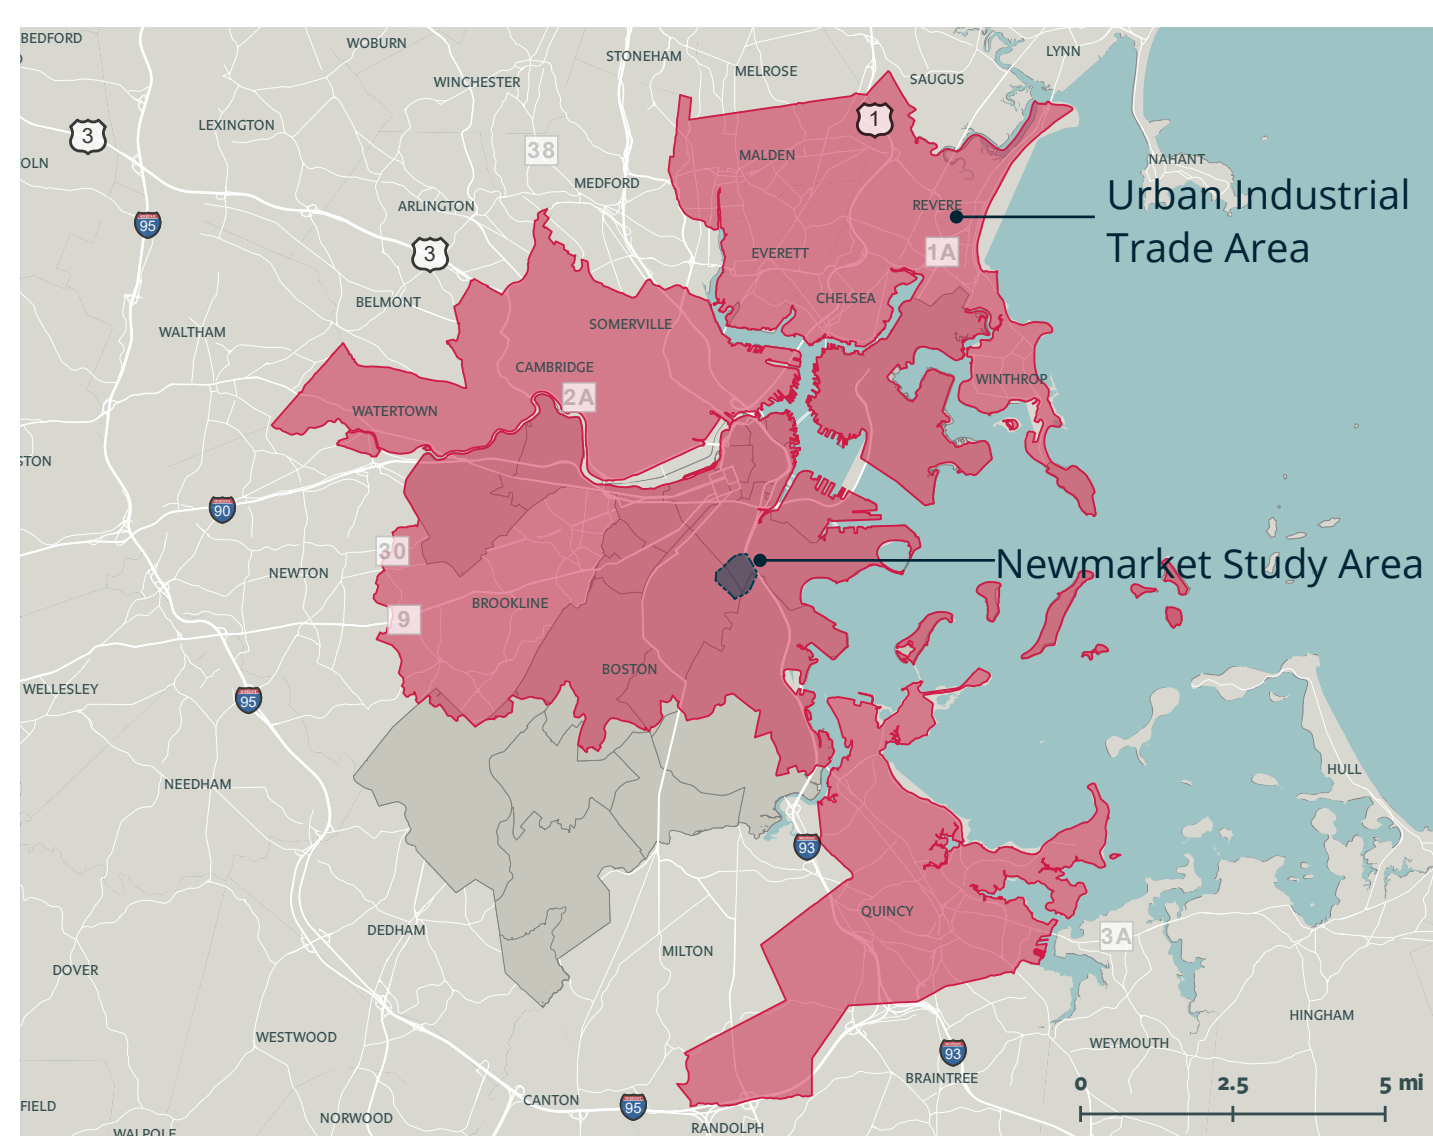 BEDFORD
WOBURN
STONEHAM
LYNN
MELROSE
SAUGUS
WINCHESTER
LEXINGTON
3
1
38
MALDEN
NAHANT
OLN
MEDFORD
Urban Industrial
Trade Area
ARLINGTON
REVERE
95
3
EVERETT
1A
BELMONT
CHELSEA
WALTHAM
SOMERVILLE
CAMBRIDGE
WINTHROP
2A
WATERTOWN
STON
90
30
Newmarket Study Area
NEWTON
BROOKLINE
9
BOSTON
WELLESLEY
95
NEEDHAM
HULL
93
QUINCY
DEDHAM
3A
MILTON
DOVER
HINGHAM
WESTWOOD
WEYMOUTH
93
BRAINTREE
0 2.5 5 mi
CANTON
95
FIELD
NORWOOD
RANDOLPH
WALPOLE